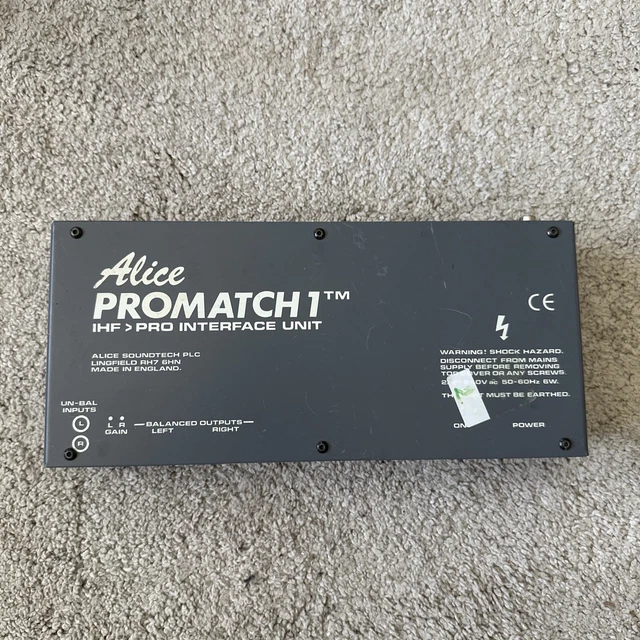 Alice
PROMATCH 1™
IHF > PRO INTERFACE UNIT
ALICE SOUNDTECH PLC
LINGFIELD RH7 6HN
MADE IN ENGLAND.
UN-BAL
INPUTS
L
R
L R
GAIN
BALANCED OUTPUTS
LEFT RIGHT
CE
WARNING! SHOCK HAZARD.
DISCONNECT FROM MAINS
SUPPLY BEFORE REMOVING
OR ANY SCREWS.
50-60Hz 6W.
MUST BE EARTHED.
ON POWER